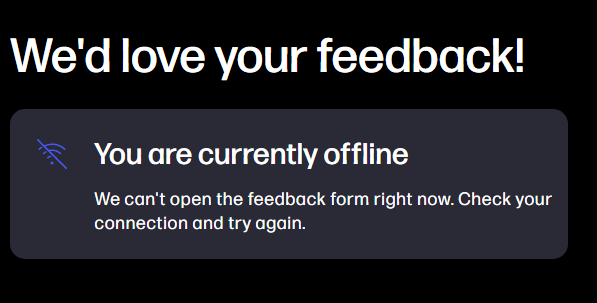 We'd love your feedback!
You are currently offline
We can't open the feedback form right now. Check your
connection and try again.